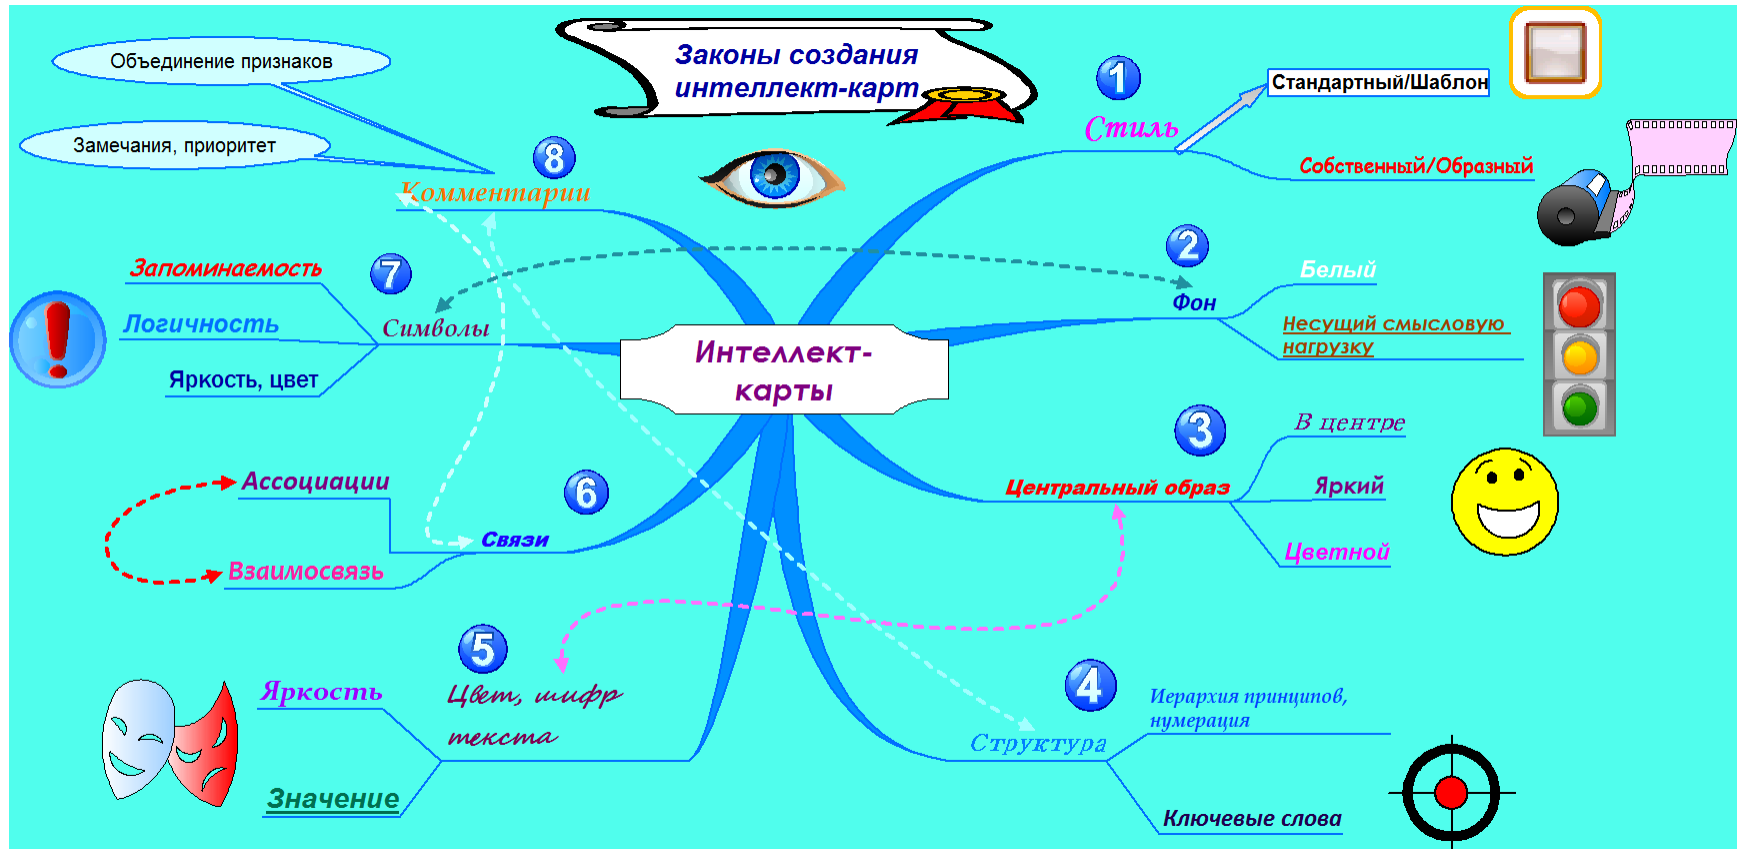 Законы создания
интеллект-карт
Интеллект-
карты
1
Стиль
Стандартный/Шаблон
Собственный/Образный
2
Фон
Белый
Несущий смысловую
нагрузку
3
Центральный образ
В центре
Яркий
Цветной
4
Структура
Иерархия принципов,
нумерация
Ключевые слова
5
Цвет, шифр
текста
Яркость
Значение
6
Связи
Ассоциации
Взаимосвязь
7
Символы
Запоминаемость
Логичность
Яркость, цвет
8
Комментарии
Объединение признаков
Замечания, приоритет